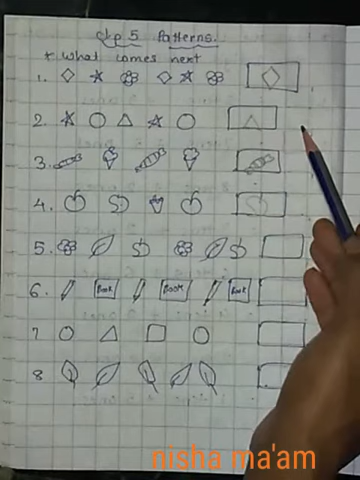 chp 5 Patterns.
* What comes next
1.
2.
3.
4.
5.
6. Book Book Book
7
8
nisha ma'am